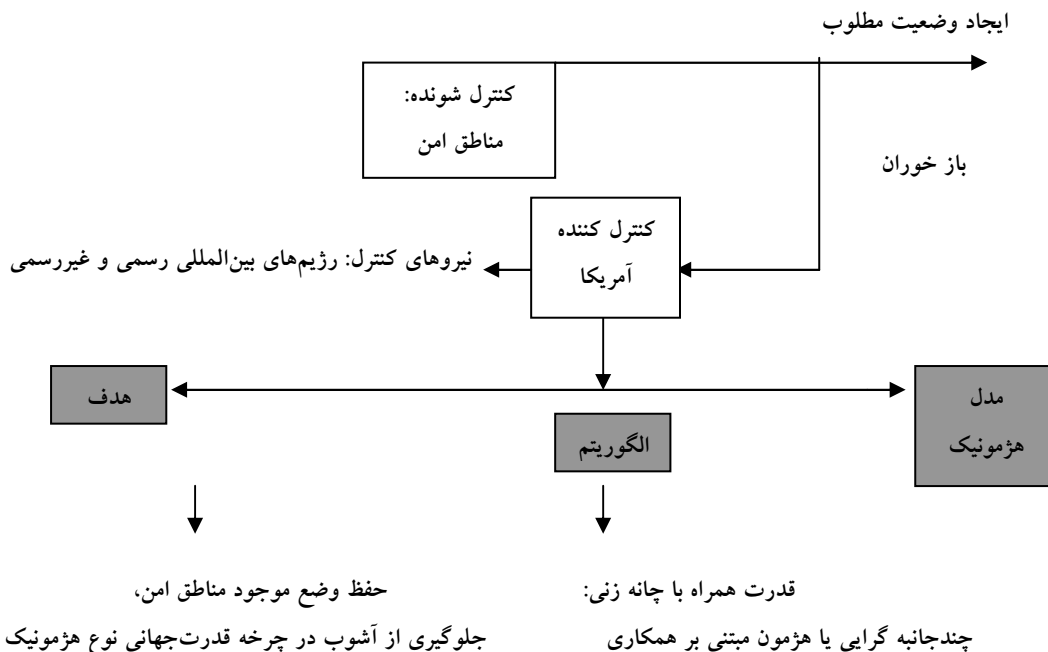 ایجاد وضعیت مطلوب
کنترل شونده:
مناطق امن
باز خوران
کنترل کننده
آمریکا
نیروهای کنترل: رژیم‌های بین‌المللی رسمی و غیررسمی
مدل
هژمونیک
الگوریتم
هدف
قدرت همراه با چانه زنی:
چندجانبه گرایی یا هژمون مبتنی بر همکاری
حفظ وضع موجود مناطق امن،
جلوگیری از آشوب در چرخه قدرت‌جهانی نوع هژمونیک